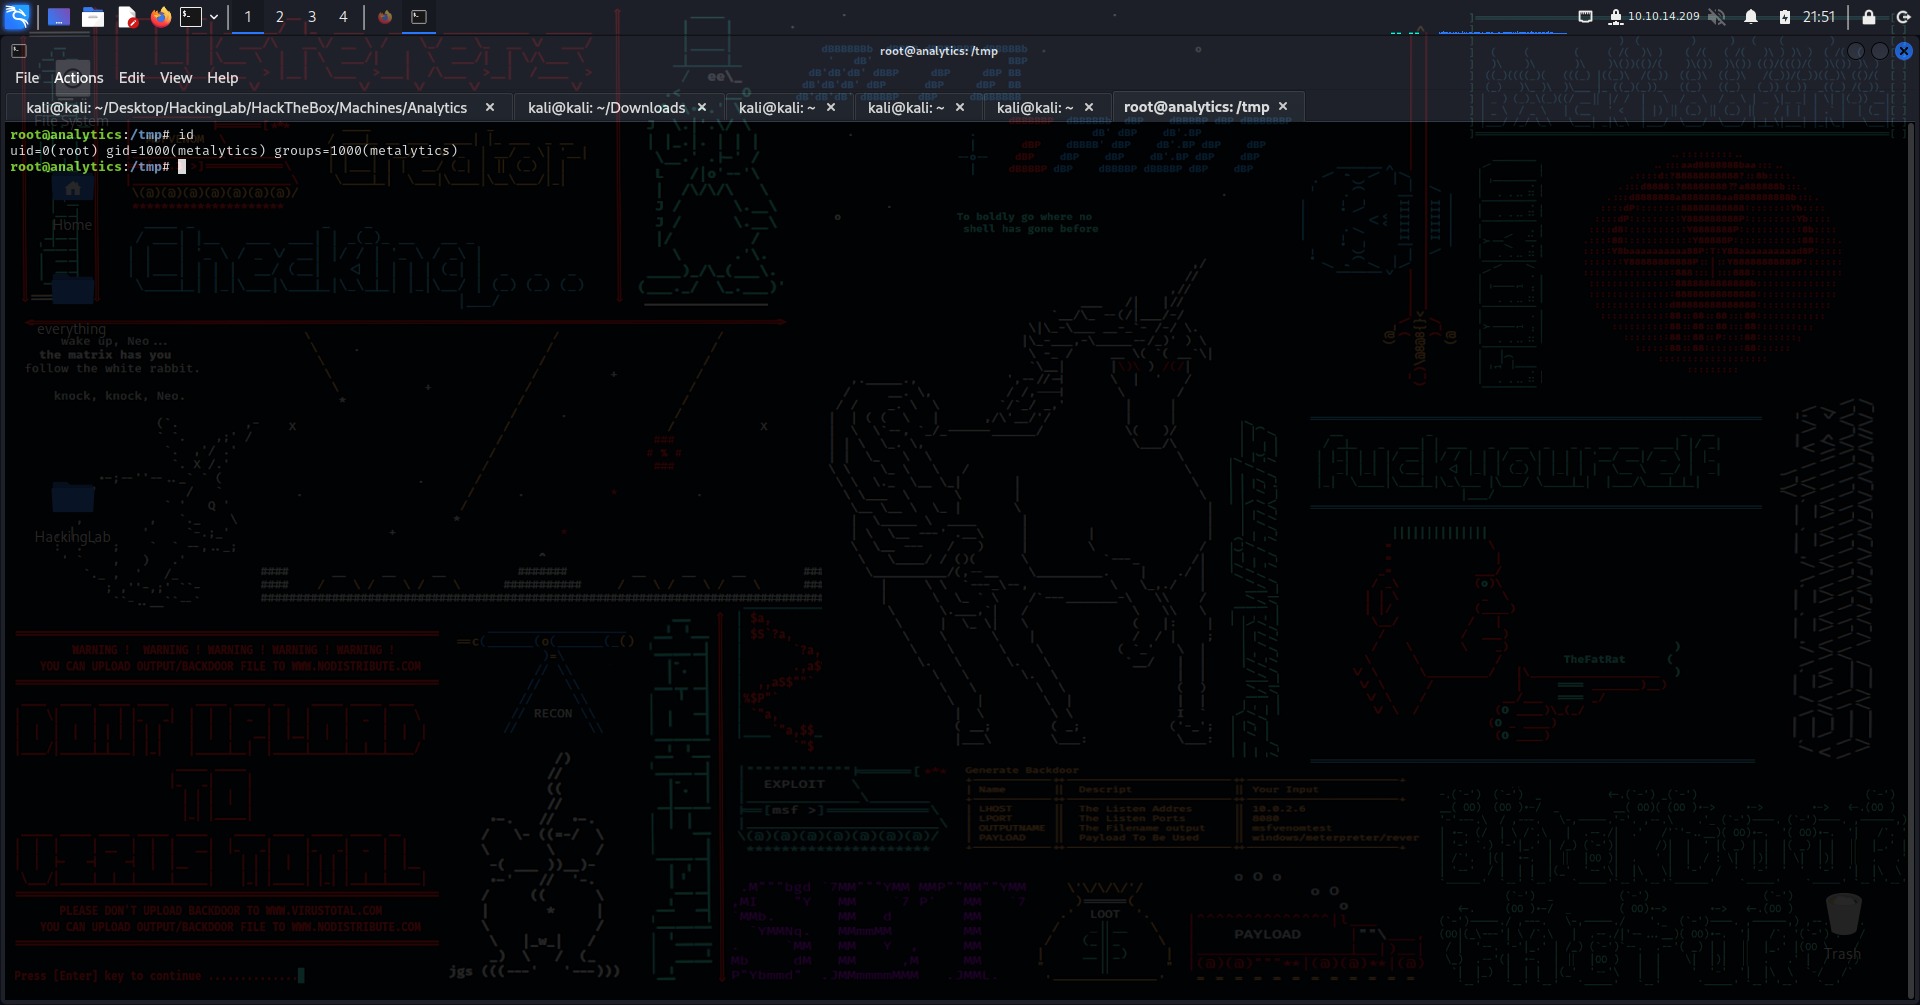 1 2 3 4
10.10.14.209
21:51
root@analytics: /tmp
File Actions Edit View Help
kali@kali: ~/Desktop/HackingLab/HackTheBox/Machines/Analytics
kali@kali: ~/Downloads
kali@kali: ~
kali@kali: ~
kali@kali: ~
root@analytics: /tmp
File System
root@analytics:/tmp# id
uid=0(root) gid=1000(metalytics) groups=1000(metalytics)
root@analytics:/tmp#
Home
To boldly go where no
shell has gone before
everything
wake up, Neo...
the matrix has you
follow the white rabbit.
knock, knock, Neo.
HackingLab
WARNING ! WARNING ! WARNING ! WARNING ! WARNING !
YOU CAN UPLOAD OUTPUT/BACKDOOR FILE TO WWW.NODISTRIBUTE.COM
RECON
TheFatRat
DONT UPLOAD
TO
VIRUSTOTAL
PLEASE DON'T UPLOAD BACKDOOR TO WWW.VIRUSTOTAL.COM
YOU CAN UPLOAD OUTPUT/BACKDOOR FILE TO WWW.NODISTRIBUTE.COM
Press [Enter] key to continue ..............
jgs
EXPLOIT
[msf >]
Generate Backdoor
Name Descript Your Input
LHOST The Listen Addres 10.0.2.6
LPORT The Listen Ports 8080
OUTPUTNAME The Filename output msfvenomtest
PAYLOAD Payload To Be Used windows/meterpreter/rever
LOOT
PAYLOAD
Trash